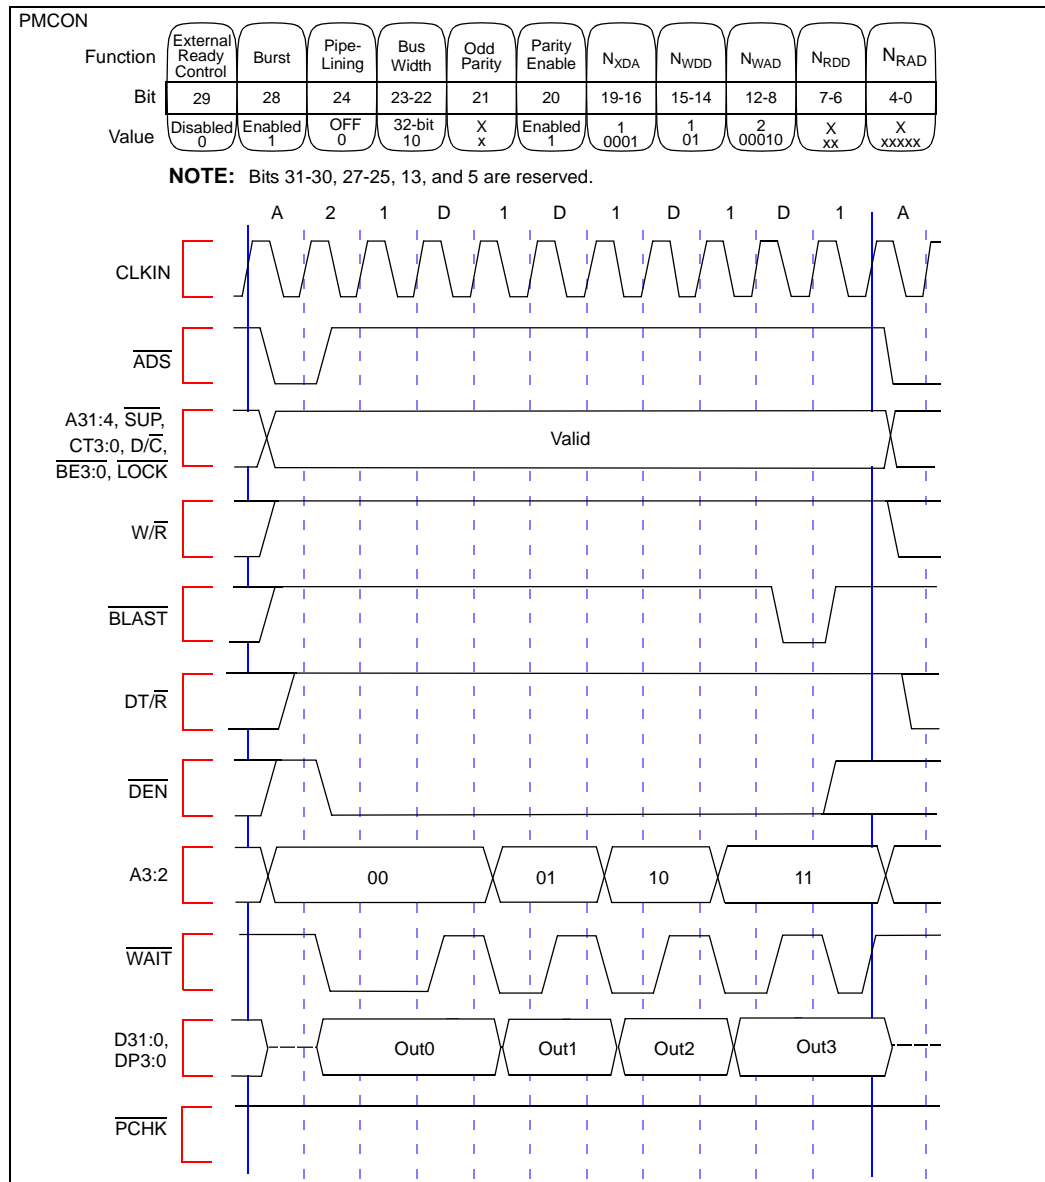 PMCON
Function External Ready Control Burst Pipe-Lining Bus Width Odd Parity Parity Enable NXDA NWDD NWAD NRDD NRAD
Bit 29 28 24 23-22 21 20 19-16 15-14 12-8 7-6 4-0
Value Disabled 0 Enabled 1 OFF 0 32-bit 10 X x Enabled 1 1 0001 1 01 2 00010 X xx X xxxxx
NOTE: Bits 31-30, 27-25, 13, and 5 are reserved.
A 2 1 D 1 D 1 D 1 D 1 A
CLKIN
ADS
A31:4, SUP,
CT3:0, D/C,
BE3:0, LOCK
Valid
W/R
BLAST
DT/R
DEN
A3:2 00 01 10 11
WAIT
D31:0,
DP3:0
Out0 Out1 Out2 Out3
PCHK